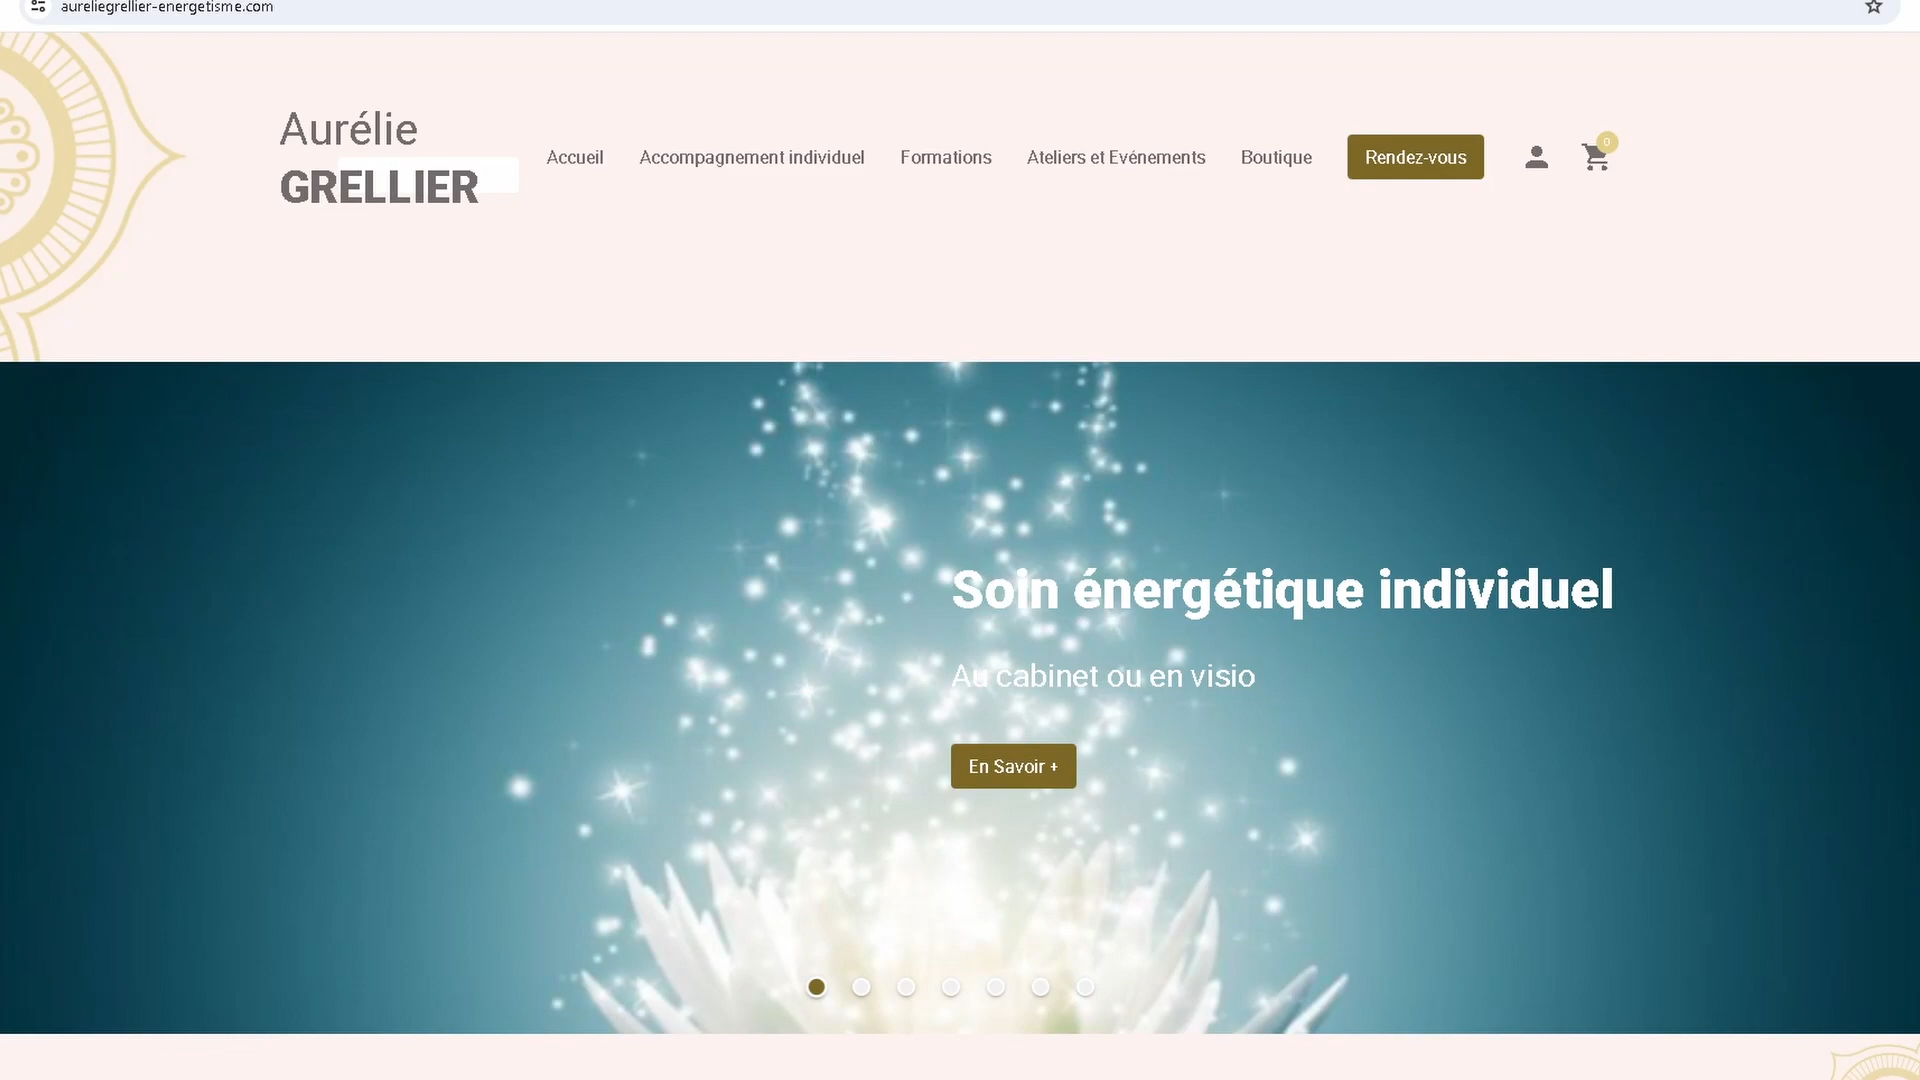 aureliegrellier-energetisme.com
Aurélie
GRELLIER
Accueil
Accompagnement individuel
Formations
Ateliers et Evénements
Boutique
Rendez-vous
0
Soin énergétique individuel
Au cabinet ou en visio
En Savoir +